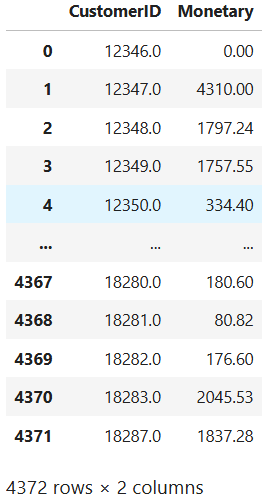 CustomerID Monetary
0 12346.0 0.00
1 12347.0 4310.00
2 12348.0 1797.24
3 12349.0 1757.55
4 12350.0 334.40
... ... ...
4367 18280.0 180.60
4368 18281.0 80.82
4369 18282.0 176.60
4370 18283.0 2045.53
4371 18287.0 1837.28
4372 rows × 2 columns